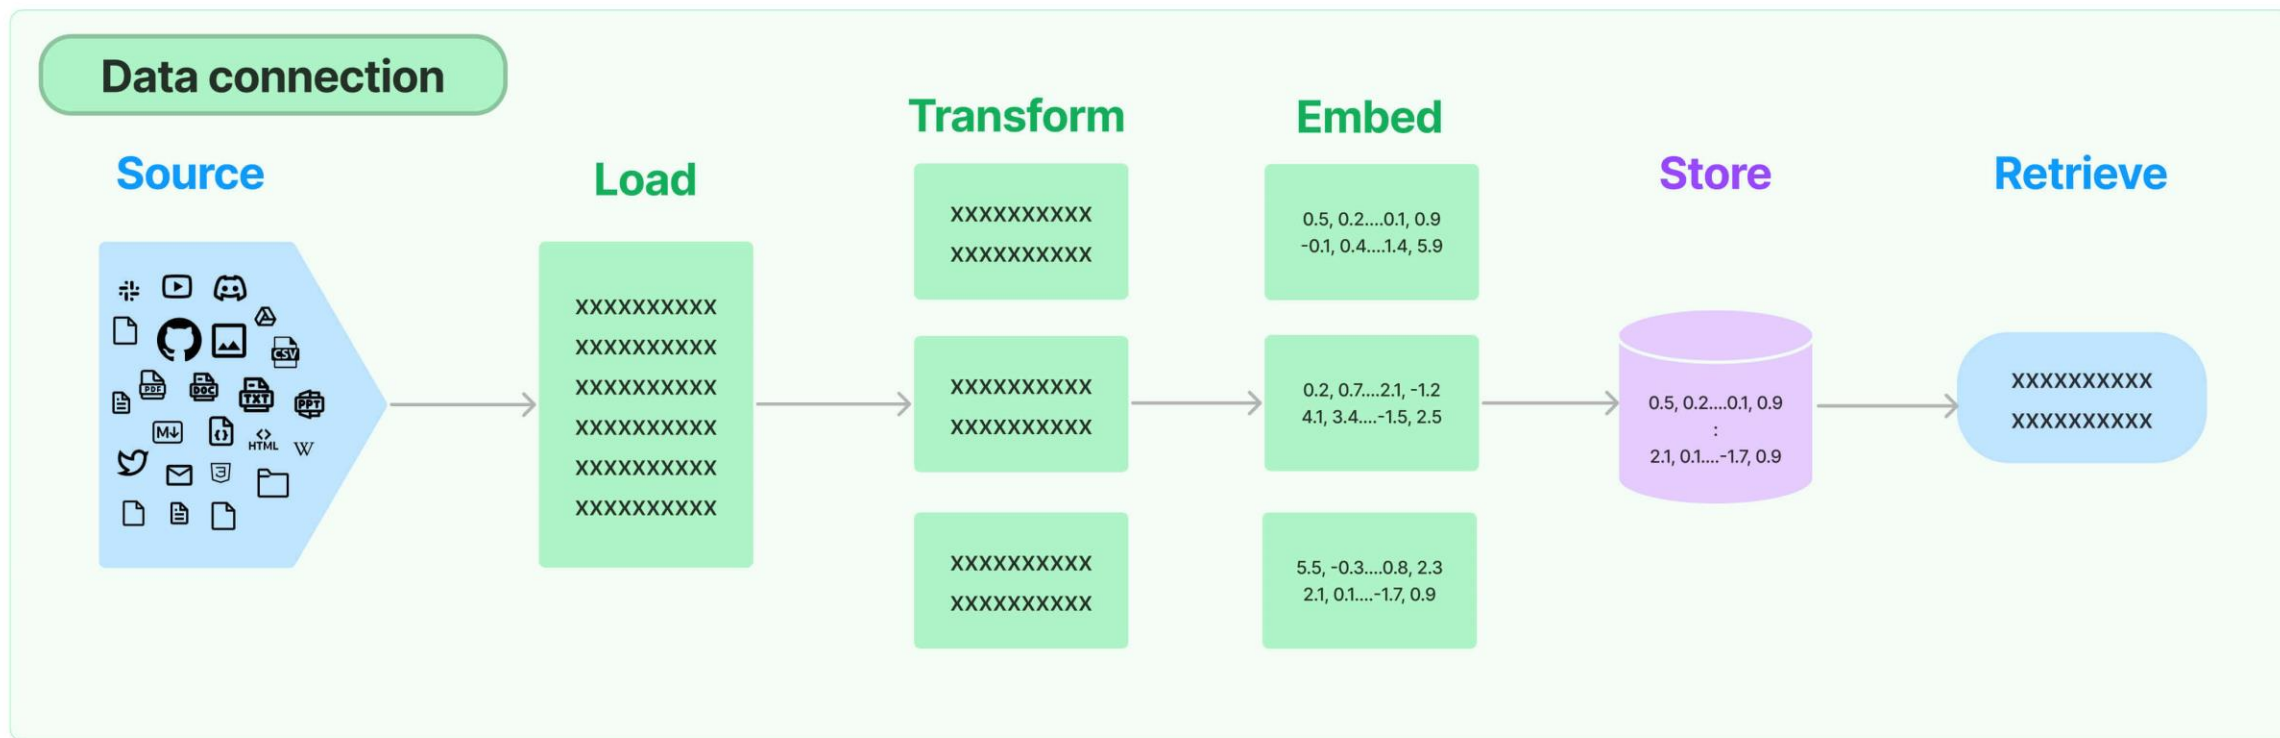 Data connection
Source
Load
Transform
Embed
Store
Retrieve
CSV
PDF
DOC
TXT
PPT
M
<>
HTML
W
XXXXXXXXXX
XXXXXXXXXX
XXXXXXXXXX
XXXXXXXXXX
XXXXXXXXXX
XXXXXXXXXX
XXXXXXXXXX
XXXXXXXXXX
XXXXXXXXXX
XXXXXXXXXX
XXXXXXXXXX
XXXXXXXXXX
0.5, 0.2....0.1, 0.9
-0.1, 0.4....1.4, 5.9
0.2, 0.7....2.1, -1.2
4.1, 3.4....-1.5, 2.5
5.5, -0.3....0.8, 2.3
2.1, 0.1....-1.7, 0.9
0.5, 0.2....0.1, 0.9
:
2.1, 0.1....-1.7, 0.9
XXXXXXXXXX
XXXXXXXXXX